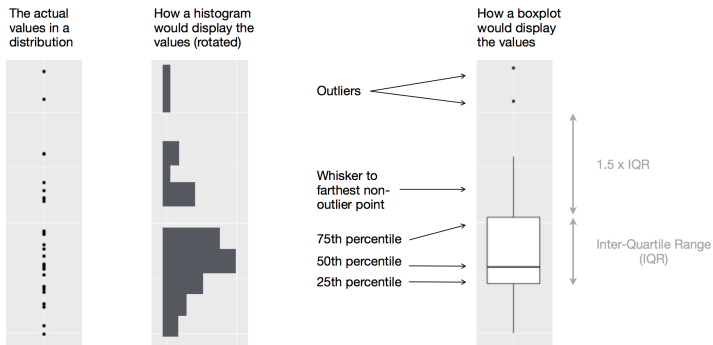 The actual
values in a
distribution
How a histogram
would display the
values (rotated)
How a boxplot
would display
the values
Outliers
1.5 x IQR
Whisker to
farthest non-
outlier point
75th percentile
50th percentile
25th percentile
Inter-Quartile Range
(IQR)